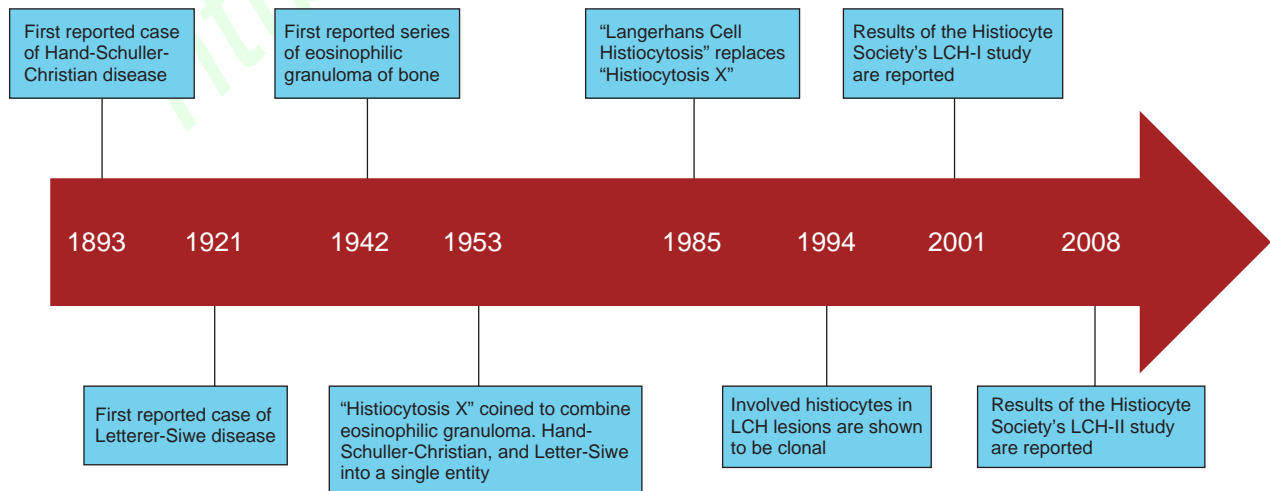 First reported case
of Hand-Schuller-
Christian disease
First reported series
of eosinophilic
granuloma of bone
“Langerhans Cell
Histiocytosis” replaces
“Histiocytosis X”
Results of the Histiocyte
Society’s LCH-I study
are reported
1893 1921 1942 1953 1985 1994 2001 2008
First reported case of
Letterer-Siwe disease
“Histiocytosis X” coined to combine
eosinophilic granuloma. Hand-
Schuller-Christian, and Letter-Siwe
into a single entity
Involved histiocytes in
LCH lesions are shown
to be clonal
Results of the Histiocyte
Society’s LCH-II study
are reported